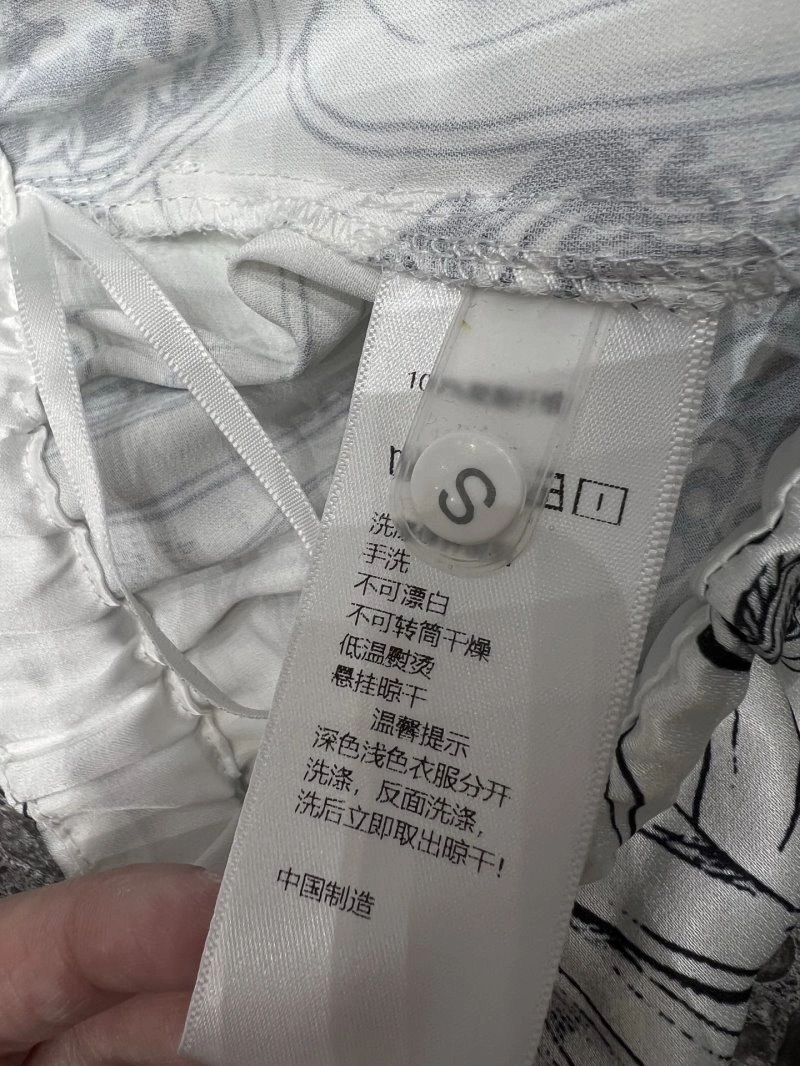 S
手洗
不可漂白
不可转筒干燥
低温熨烫
悬挂晾干
温馨提示
深色浅色衣服分开
洗涤，反面洗涤，
洗后立即取出晾干！
中国制造